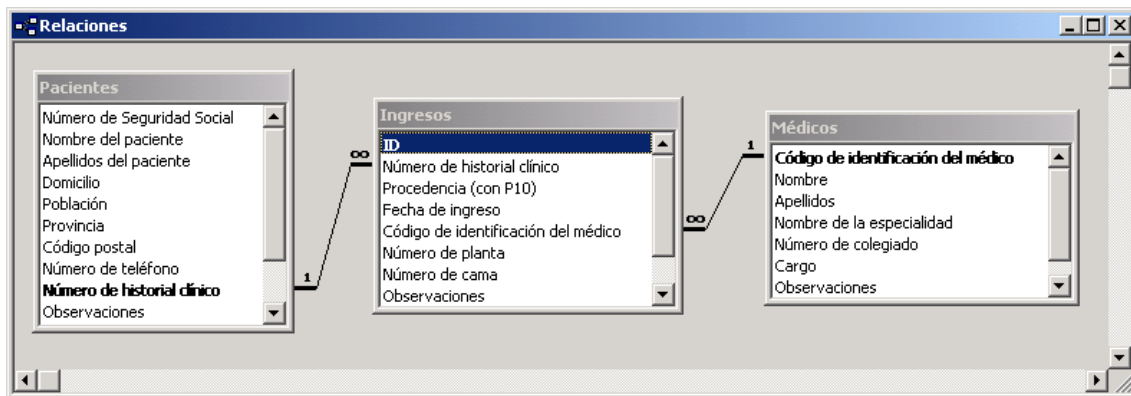 Relaciones
Pacientes
Número de Seguridad Social
Nombre del paciente
Apellidos del paciente
Domicilio
Población
Provincia
Código postal
Número de teléfono
Número de historial clínico
Observaciones
1
∞
Ingresos
ID
Número de historial clínico
Procedencia (con P10)
Fecha de ingreso
Código de identificación del médico
Número de planta
Número de cama
Observaciones
∞
1
Médicos
Código de identificación del médico
Nombre
Apellidos
Nombre de la especialidad
Número de colegiado
Cargo
Observaciones